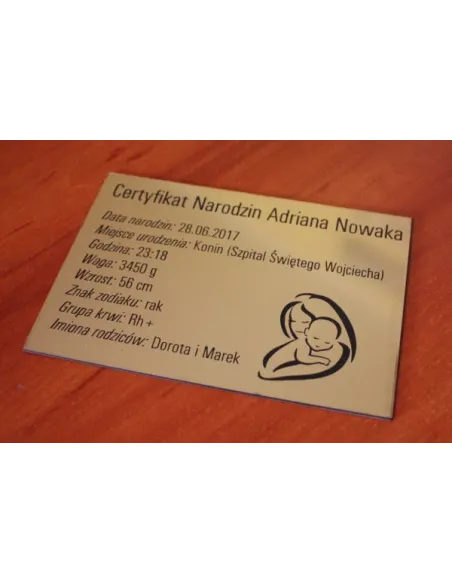 Certyfikat Narodzin Adriana Nowaka
Data narodzin: 28.06.2017
Miejsce urodzenia: Konin (Szpital Świętego Wojciecha)
Godzina: 23:18
Waga: 3450 g
Wzrost: 56 cm
Znak zodiaku: rak
Grupa krwi: Rh +
Imiona rodziców: Dorota i Marek